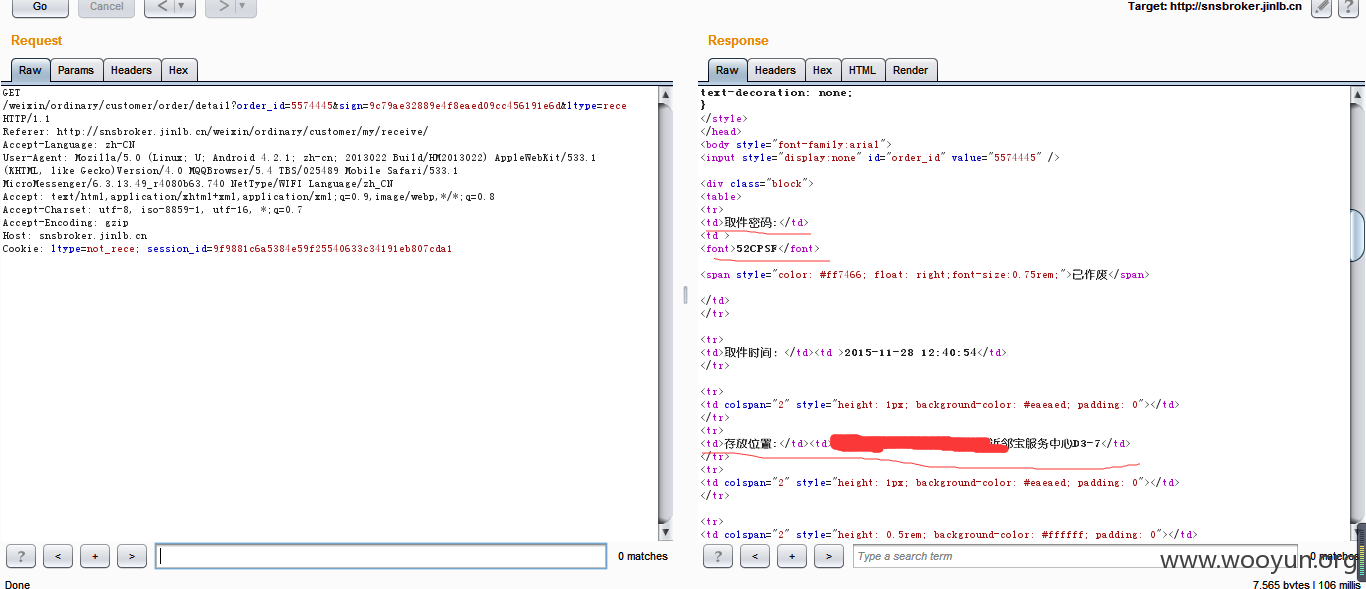 Go
Cancel
<
>
Target: http://snsbroker.jinlb.cn
?
Request
Raw Params Headers Hex
GET
/weixin/ordinary/customer/order/detail?order_id=5574445&sign=9c79ae32889e4f8eaed09cc456191e6d&ltype=rece
HTTP/1.1
Referer: http://snsbroker.jinlb.cn/weixin/ordinary/customer/my/receive/
Accept-Language: zh-CN
User-Agent: Mozilla/5.0 (Linux; U; Android 4.2.1; zh-cn; 2013022 Build/HM2013022) AppleWebKit/533.1
(KHTML, like Gecko)Version/4.0 MQQBrowser/5.4 TBS/025489 Mobile Safari/533.1
MicroMessenger/6.3.13.49_r4080b63.740 NetType/WIFI Language/zh_CN
Accept: text/html,application/xhtml+xml,application/xml;q=0.9,image/webp,*/*;q=0.8
Accept-Charset: utf-8, iso-8859-1, utf-16, *;q=0.7
Accept-Encoding: gzip
Host: snsbroker.jinlb.cn
Cookie: ltype=not_rece; session_id=9f9881c6a5384e59f25540633c34191eb807cda1
? < + >
0 matches
Done
Response
Raw Headers Hex HTML Render
text-decoration: none;
}
</style>
</head>
<body style="font-family:arial">
<input style="display:none" id="order_id" value="5574445" />
<div class="block">
<table>
<tr>
<td>取件密码:</td>
<td >
<font>52CPSF</font>
<span style="color: #ff7466; float: right;font-size:0.75rem;">已作废</span>
</td>
</tr>
<tr>
<td>取件时间: </td><td >2015-11-28 12:40:54</td>
</tr>
<tr>
<td colspan="2" style="height: 1px; background-color: #eaeaed; padding: 0"></td>
</tr>
<tr>
<td>存放位置:</td><td>近邻宝服务中心D3-7</td>
</tr>
<tr>
<td colspan="2" style="height: 1px; background-color: #eaeaed; padding: 0"></td>
</tr>
<tr>
<td colspan="2" style="height: 0.5rem; background-color: #ffffff; padding: 0"></td>
? < + >
Type a search term
0 matches
www.wooyun.org
7,565 bytes | 106 millis